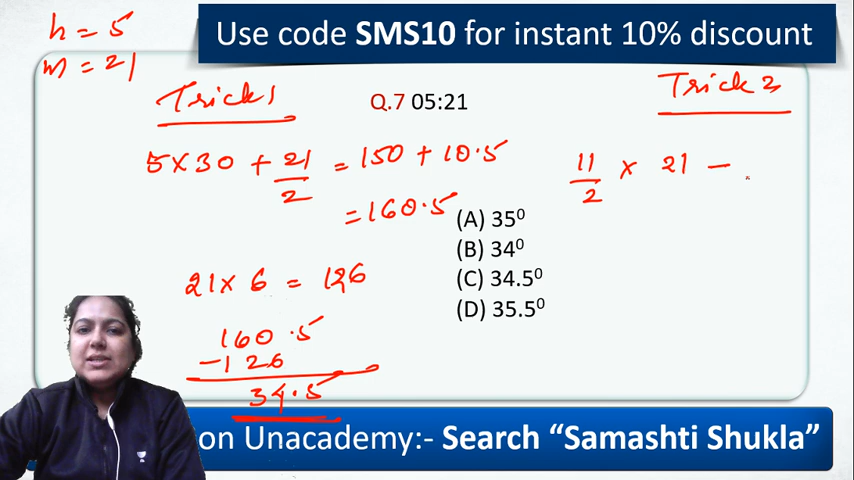 h = 5
m = 21
Use code SMS10 for instant 10% discount
Trick 1
Q.7 05:21
Trick 2
5 x 30 + 21/2 = 150 + 10.5
= 160.5
11/2 x 21 -
(A) 35⁰
(B) 34⁰
(C) 34.5⁰
(D) 35.5⁰
21 x 6 = 126
160.5
-126
34.5
on Unacademy:- Search “Samashti Shukla”